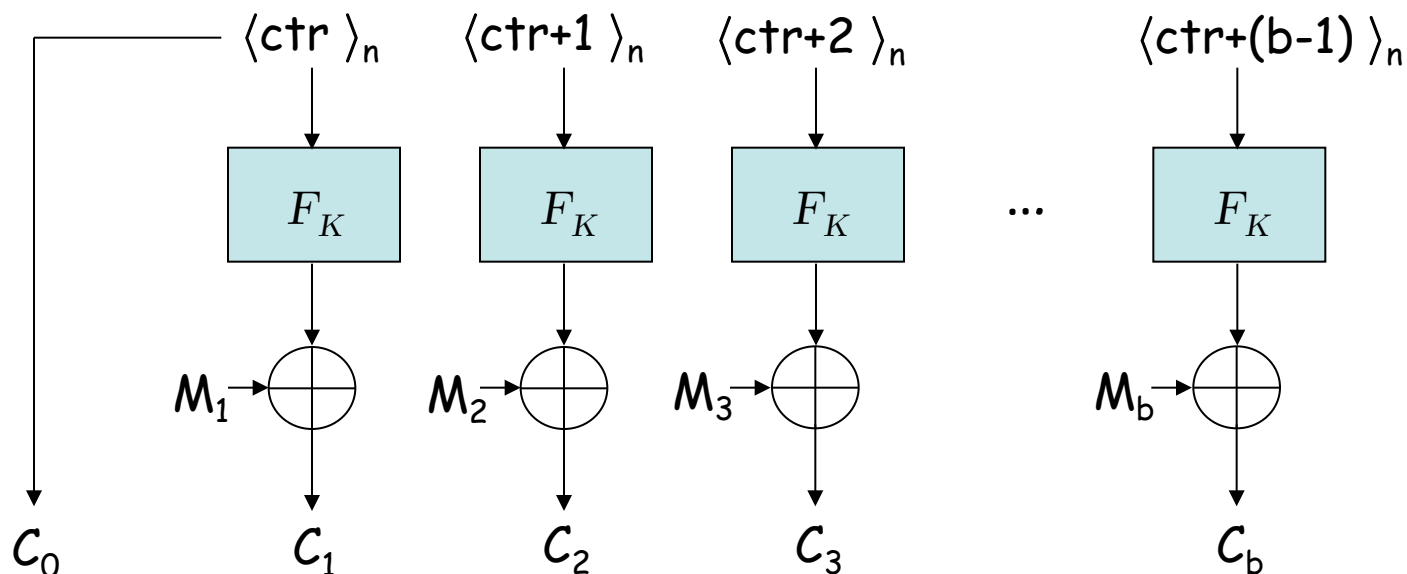 ⟨ctr ⟩n ⟨ctr+1 ⟩n ⟨ctr+2 ⟩n ⟨ctr+(b-1) ⟩n
F_K F_K F_K ... F_K
M₁ M₂ M₃ M_b
C₀ C₁ C₂ C₃ C_b